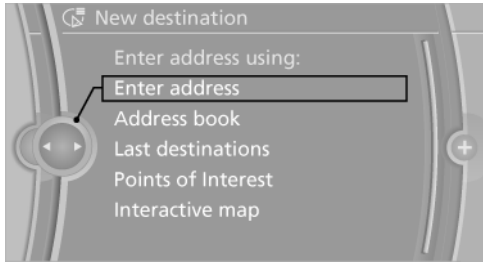 New destination
Enter address using:
Enter address
Address book
Last destinations
Points of Interest
Interactive map